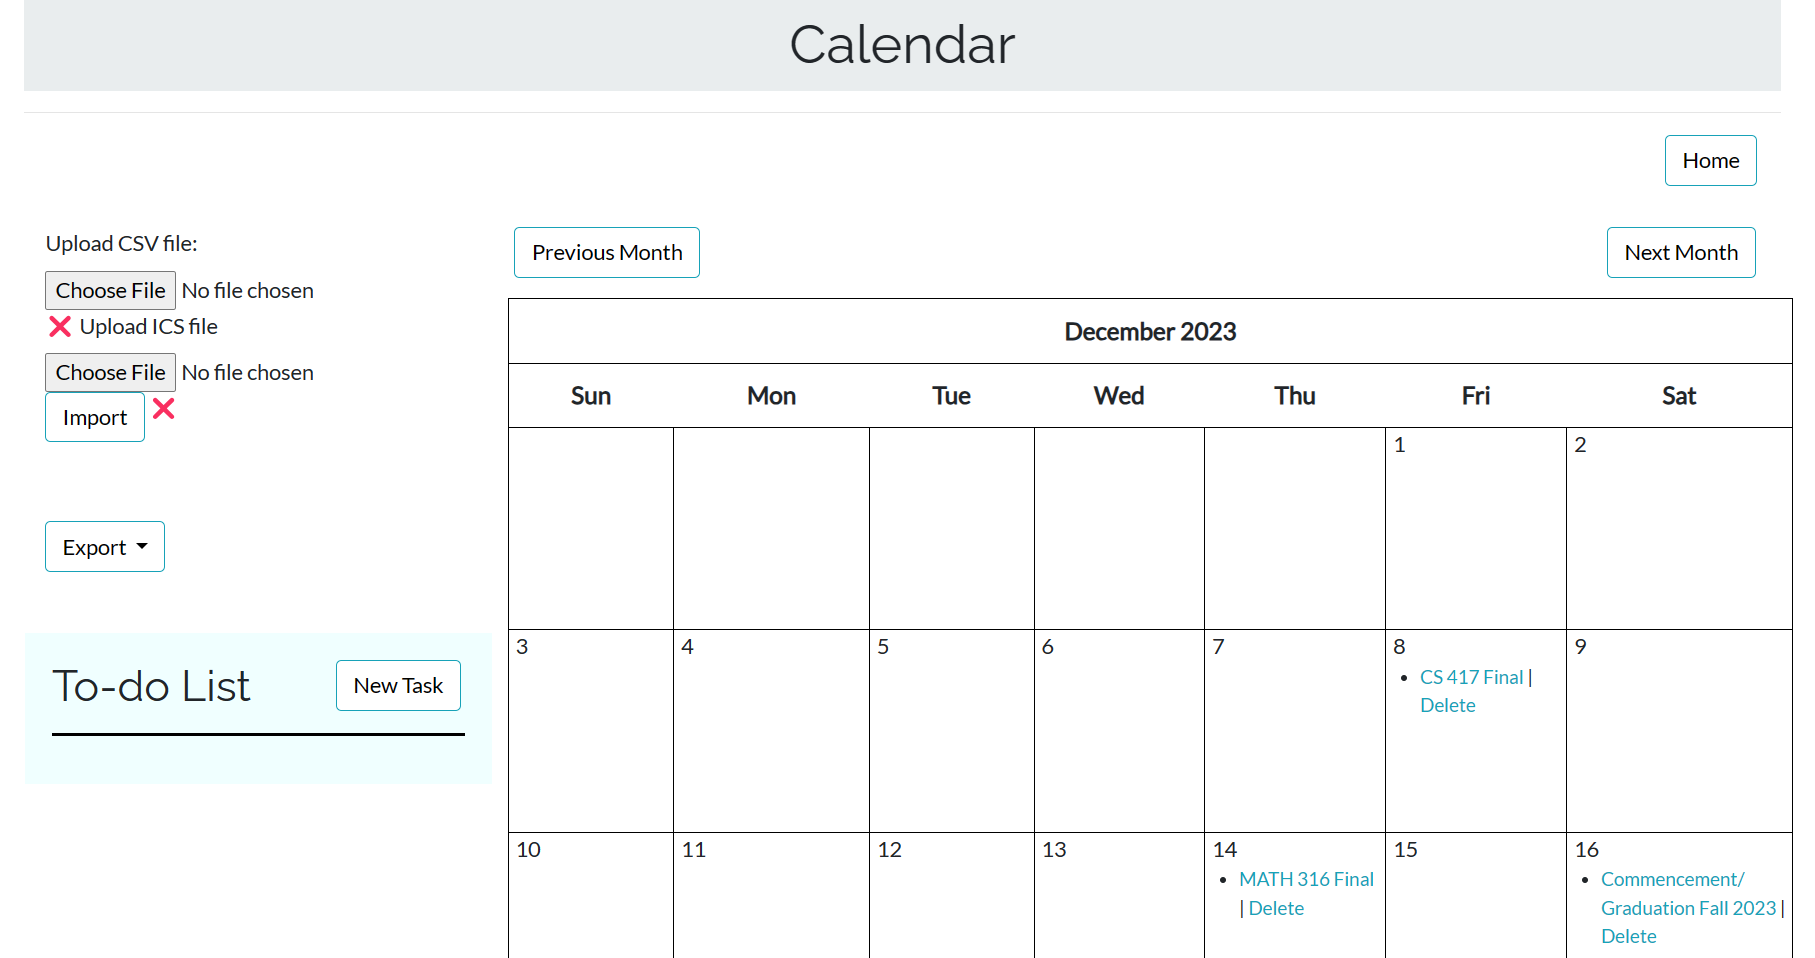 Calendar
Home
Upload CSV file:
Choose File No file chosen
❌ Upload ICS file
Choose File No file chosen
Import ❌
Export
To-do List
New Task
Previous Month
Next Month
December 2023
Sun Mon Tue Wed Thu Fri Sat
1 2
3 4 5 6 7 8 9
• CS 417 Final |
Delete
10 11 12 13 14 15 16
• MATH 316 Final
| Delete
• Commencement/
Graduation Fall 2023 |
Delete